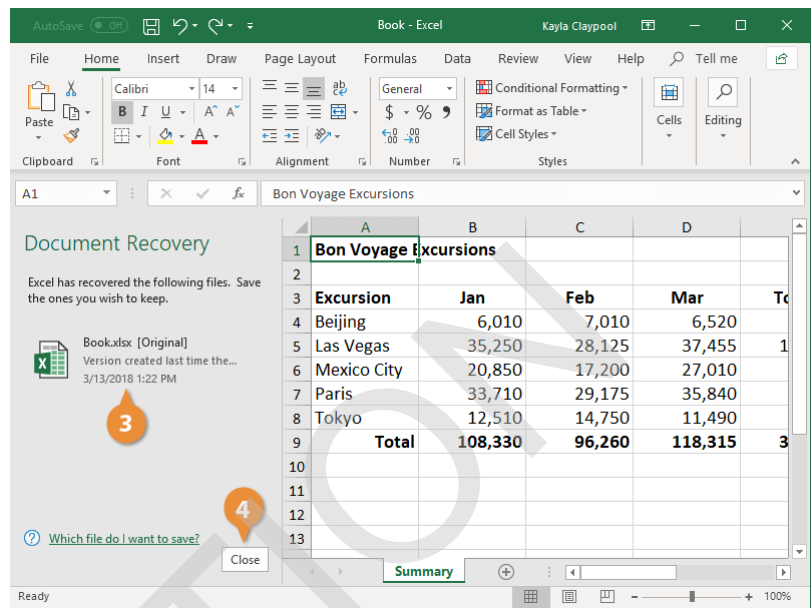 AutoSave Off Book - Excel Kayla Claypool
File Home Insert Draw Page Layout Formulas Data Review View Help Tell me
Paste Calibri 14 General Conditional Formatting Cells Editing
B I U A A $ % Format as Table
A Cell Styles
Clipboard Font Alignment Number Styles
A1 fx Bon Voyage Excursions
Document Recovery
Excel has recovered the following files. Save
the ones you wish to keep.
Book.xlsx [Original]
Version created last time the...
3/13/2018 1:22 PM
3
4
Which file do I want to save?
Close
A B C D
1 Bon Voyage Excursions
2
3 Excursion Jan Feb Mar To
4 Beijing 6,010 7,010 6,520
5 Las Vegas 35,250 28,125 37,455 1
6 Mexico City 20,850 17,200 27,010
7 Paris 33,710 29,175 35,840
8 Tokyo 12,510 14,750 11,490
9 Total 108,330 96,260 118,315 3
10
11
12
13
Summary
Ready 100%
TION